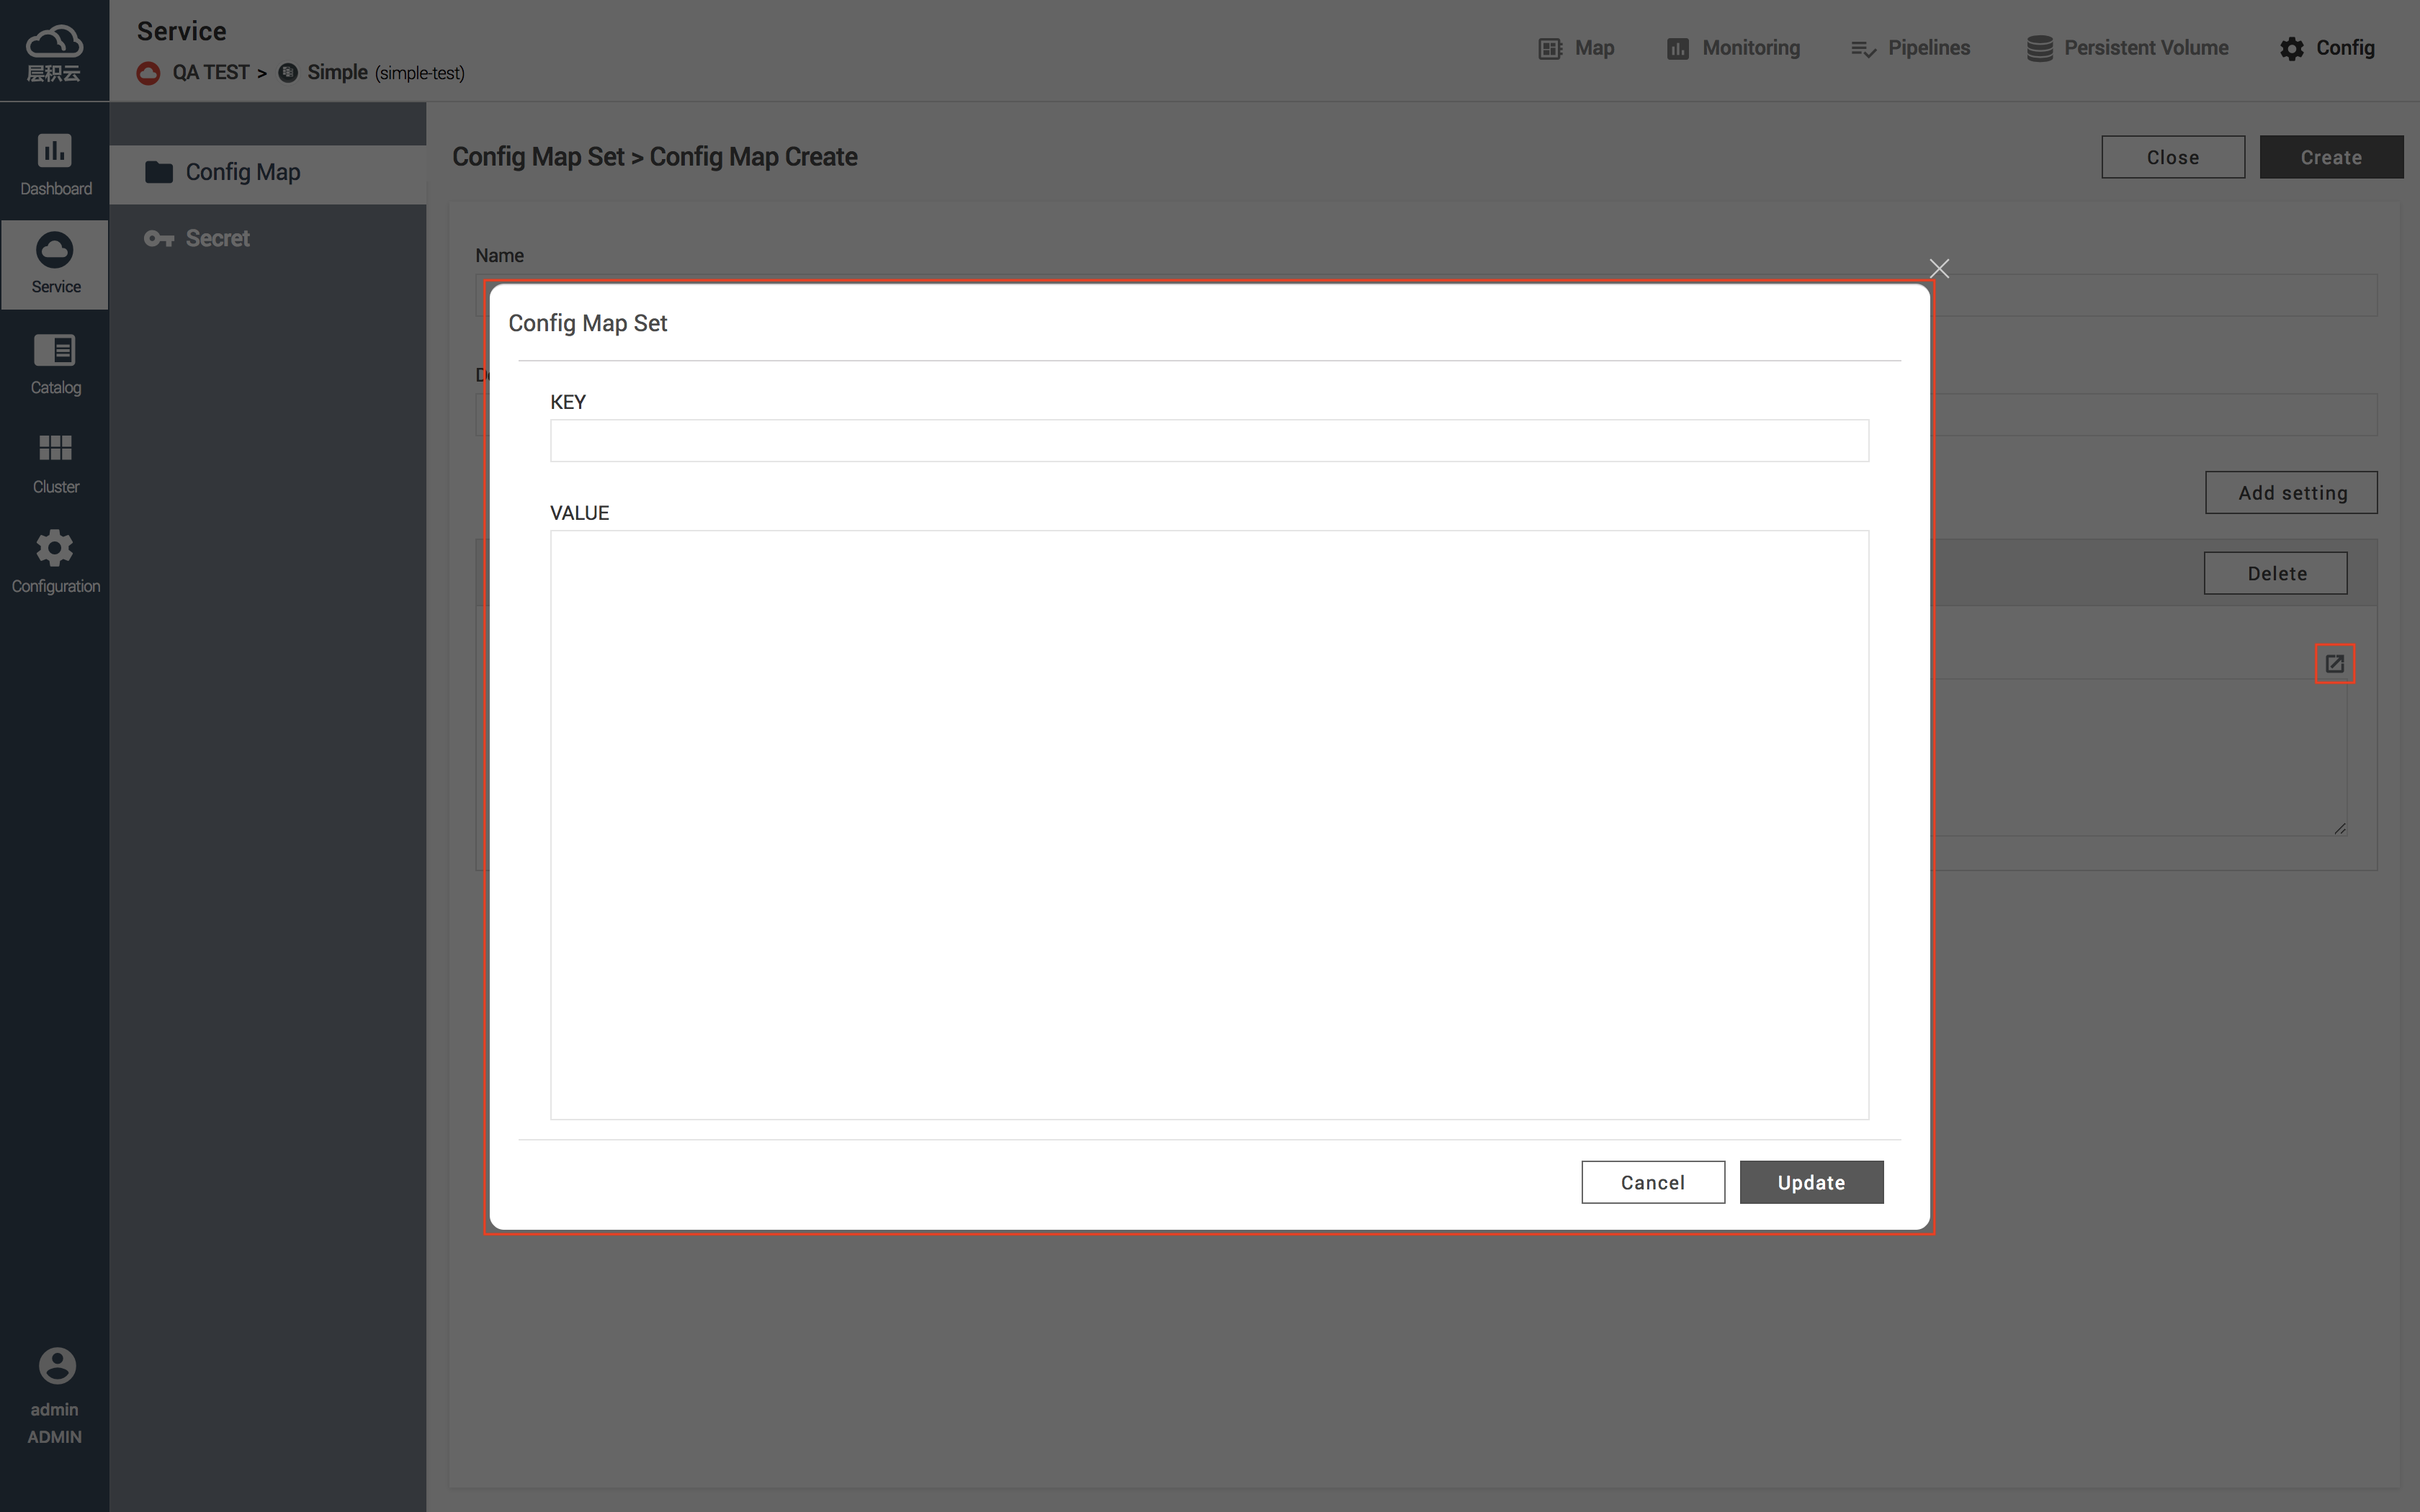 层积云
Service
QA TEST > Simple (simple-test)
Map
Monitoring
Pipelines
Persistent Volume
Config
Dashboard
Service
Catalog
Cluster
Configuration
admin
ADMIN
Config Map
Secret
Config Map Set > Config Map Create
Close
Create
Name
Add setting
Delete
Config Map Set
KEY
VALUE
Cancel
Update